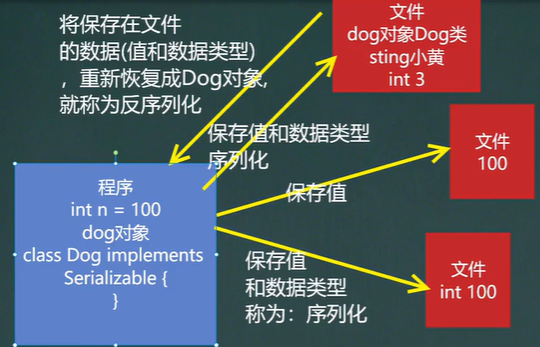 将保存在文件
的数据(值和数据类型)
，重新恢复成Dog对象,
就称为反序列化
文件
dog对象Dog类
sting小黄
int 3
保存值和数据类型
序列化
文件
100
保存值
程序
int n = 100
dog对象
class Dog implements
Serializable {
}
保存值
和数据类型
称为：序列化
文件
int 100